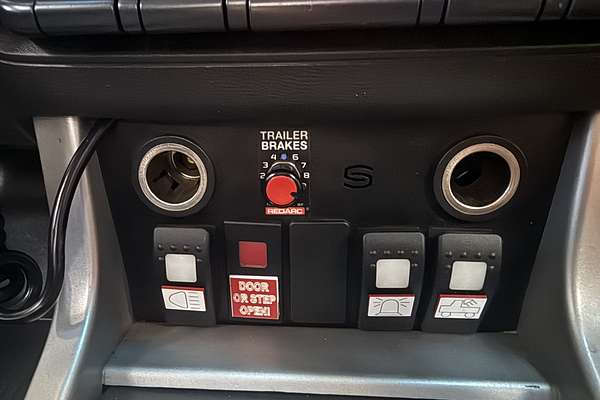 TRAILER
BRAKES
4 6
3 7
2 8
REDARC
S
DOOR
OR STEP
OPEN!